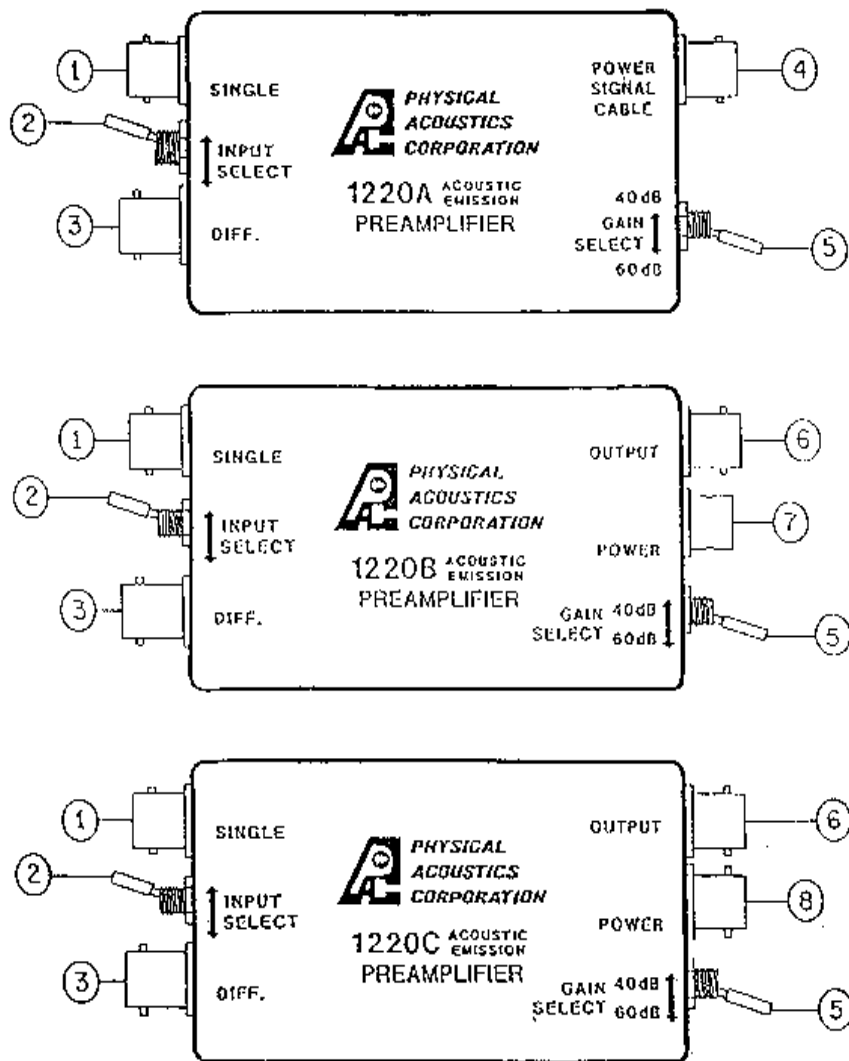 1
SINGLE
2
INPUT
SELECT
3
DIFF.
PHYSICAL
ACOUSTICS
CORPORATION
1220A ACOUSTIC EMISSION
PREAMPLIFIER
POWER
SIGNAL
CABLE
4
40dB
GAIN
SELECT
60dB
5
1
SINGLE
2
INPUT
SELECT
3
DIFF.
PHYSICAL
ACOUSTICS
CORPORATION
1220B ACOUSTIC EMISSION
PREAMPLIFIER
OUTPUT
6
7
POWER
GAIN 40dB
SELECT 60dB
5
1
SINGLE
2
INPUT
SELECT
3
DIFF.
PHYSICAL
ACOUSTICS
CORPORATION
1220C ACOUSTIC EMISSION
PREAMPLIFIER
OUTPUT
6
8
POWER
GAIN 40dB
SELECT 60dB
5